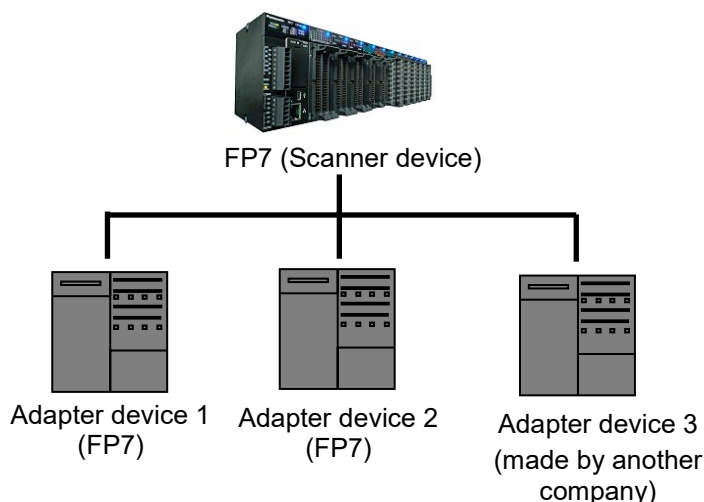 FP7 (Scanner device)
Adapter device 1
(FP7)
Adapter device 2
(FP7)
Adapter device 3
(made by another
company)